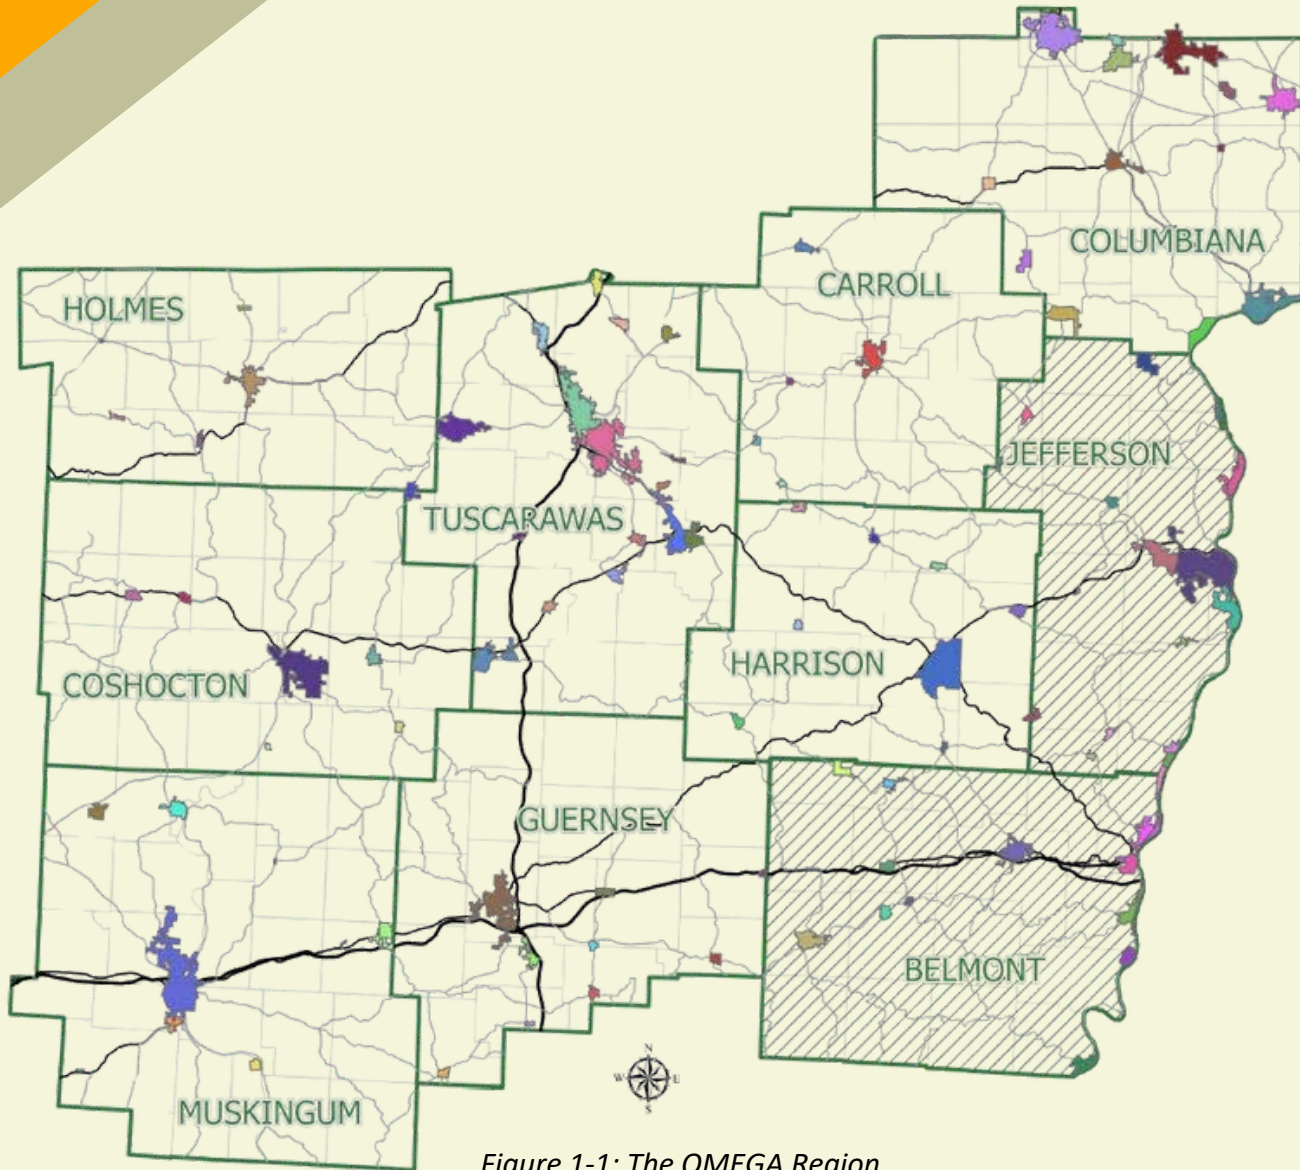 COLUMBIANA
CARROLL
HOLMES
JEFFERSON
TUSCARAWAS
HARRISON
COSHOCTON
GUERNSEY
BELMONT
N
W E
S
MUSKINGUM
Figure 1-1: The OMEGA Region